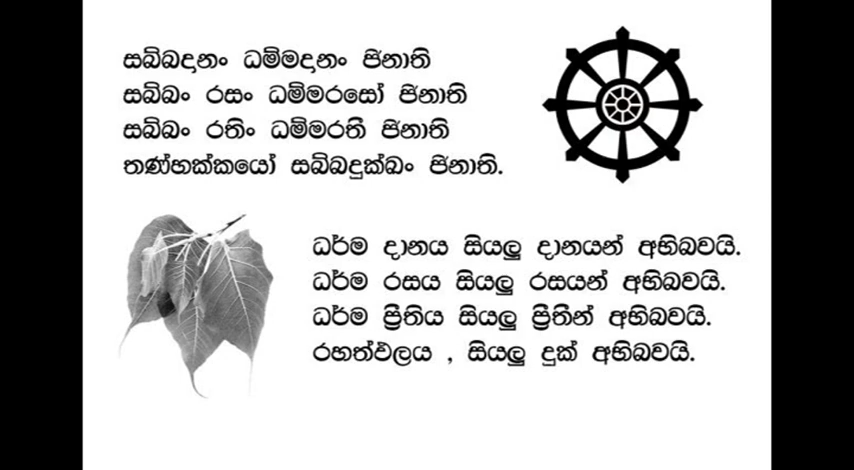 සබ්බදානං ධම්මදානං ජිනාති
සබ්බං රසං ධම්මරසෝ ජිනාති
සබ්බං රතිං ධම්මරතී ජිනාති
තණ්හක්කයෝ සබ්බදුක්ඛං ජිනාති.
ධර්ම දානය සියලු දානයන් අභිබවයි.
ධර්ම රසය සියලු රසයන් අභිබවයි.
ධර්ම ප්‍රීතිය සියලු ප්‍රීතීන් අභිබවයි.
රහත්ඵලය , සියලු දුක් අභිබවයි.